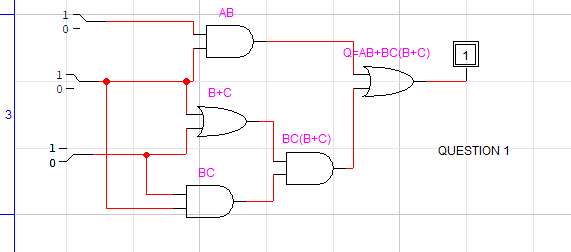 AB
1
0
Q=AB+BC(B+C)
1
1
0
B+C
3
BC(B+C)
1
0
QUESTION 1
BC